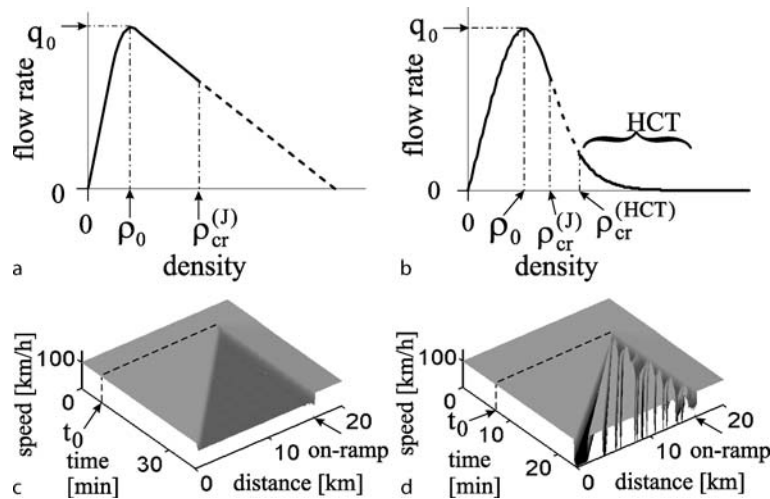 q₀
flow rate
0
0
ρ₀
ρcr(J)
density
a
q₀
flow rate
HCT
0
0
ρ₀
ρcr(J)
ρcr(HCT)
density
b
speed [km/h]
100
0
t₀
time
[min]
30
0
10
20
on-ramp
distance [km]
c
speed [km/h]
100
0
t₀
10
time
[min]
20
0
10
20
on-ramp
distance [km]
d